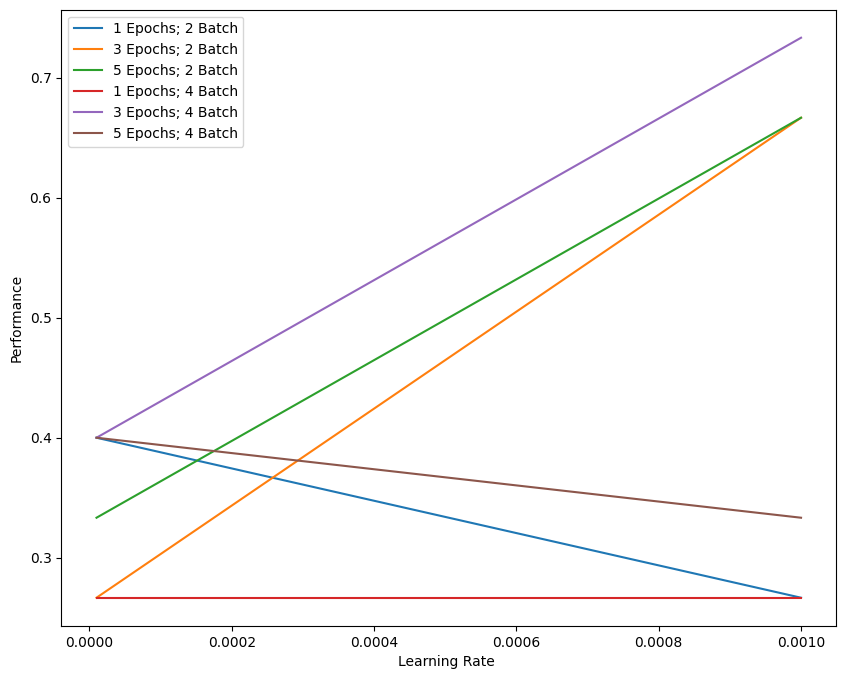 1 Epochs; 2 Batch
3 Epochs; 2 Batch
5 Epochs; 2 Batch
1 Epochs; 4 Batch
3 Epochs; 4 Batch
5 Epochs; 4 Batch
0.7
0.6
0.5
0.4
0.3
Performance
0.0000 0.0002 0.0004 0.0006 0.0008 0.0010
Learning Rate